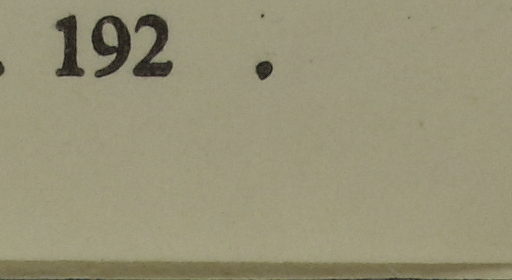 . 192 .